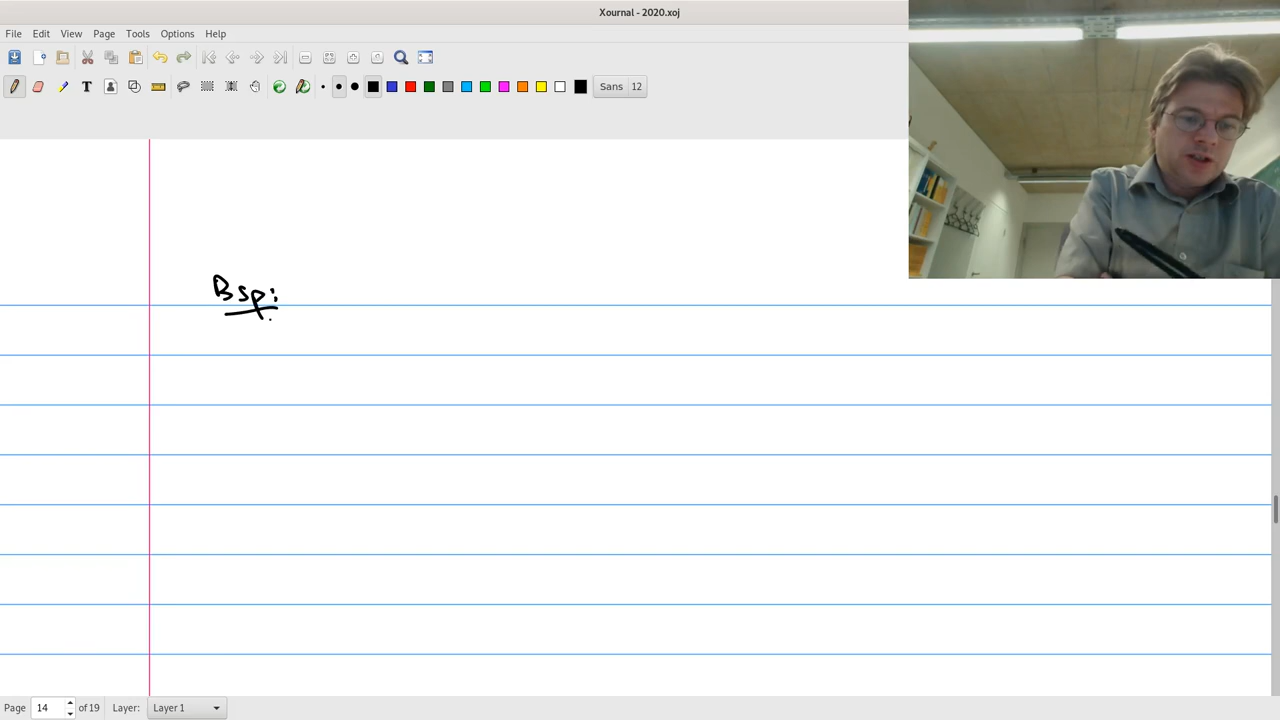 Xournal - 2020.xoj
File Edit View Page Tools Options Help
T Sans 12
Bsp:
Page 14 of 19 Layer: Layer 1